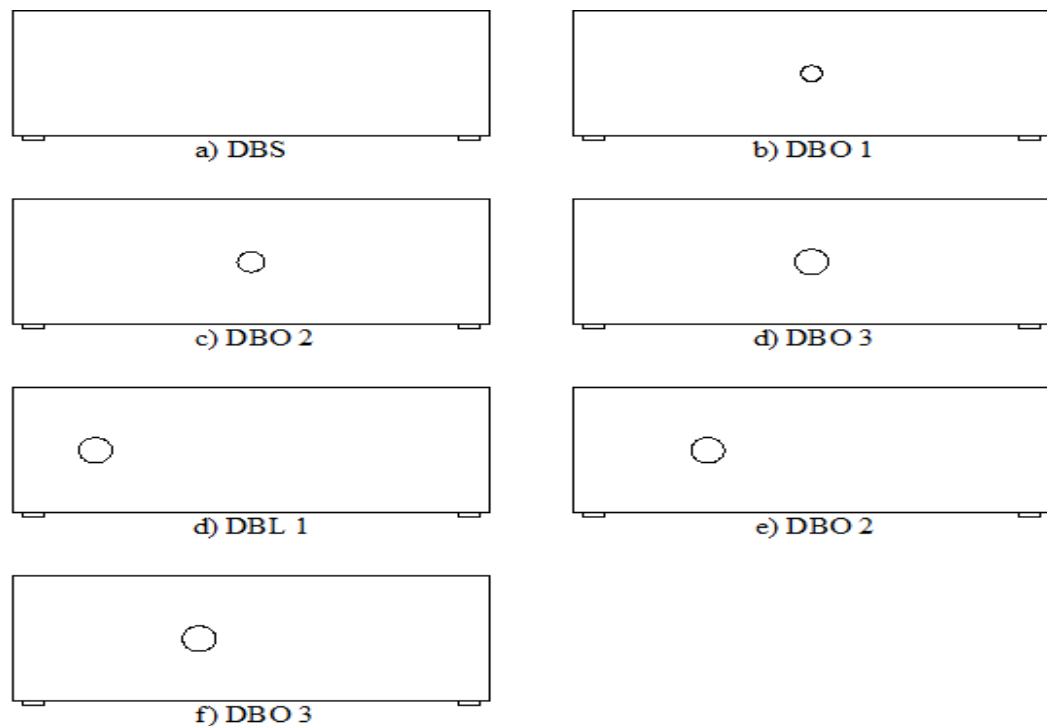 a) DBS
b) DBO 1
c) DBO 2
d) DBO 3
d) DBL 1
e) DBO 2
f) DBO 3